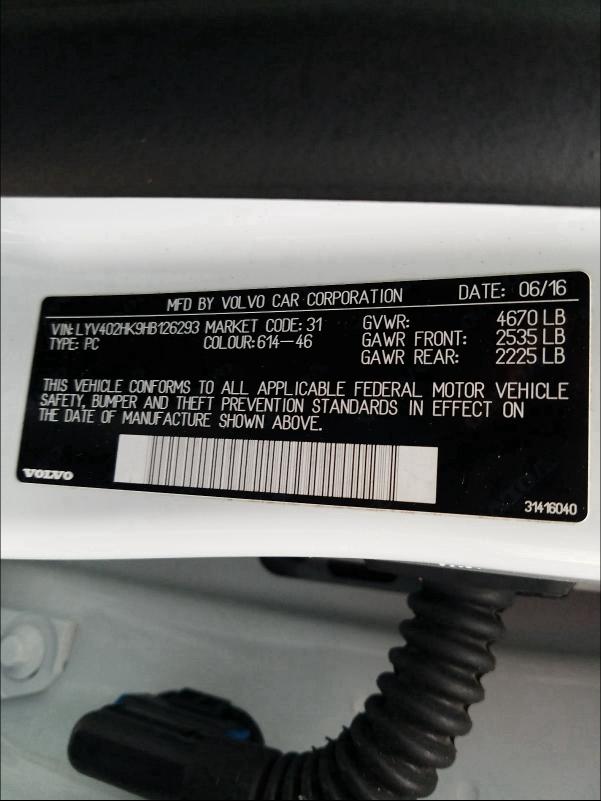 MFD BY VOLVO CAR CORPORATION DATE: 06/16
VIN: LYV402HK9HB126293 MARKET CODE: 31 GVWR: 4670 LB
TYPE: PC COLOUR: 614-46 GAWR FRONT: 2535 LB
GAWR REAR: 2225 LB
THIS VEHICLE CONFORMS TO ALL APPLICABLE FEDERAL MOTOR VEHICLE
SAFETY, BUMPER AND THEFT PREVENTION STANDARDS IN EFFECT ON
THE DATE OF MANUFACTURE SHOWN ABOVE.
VOLVO
31416040